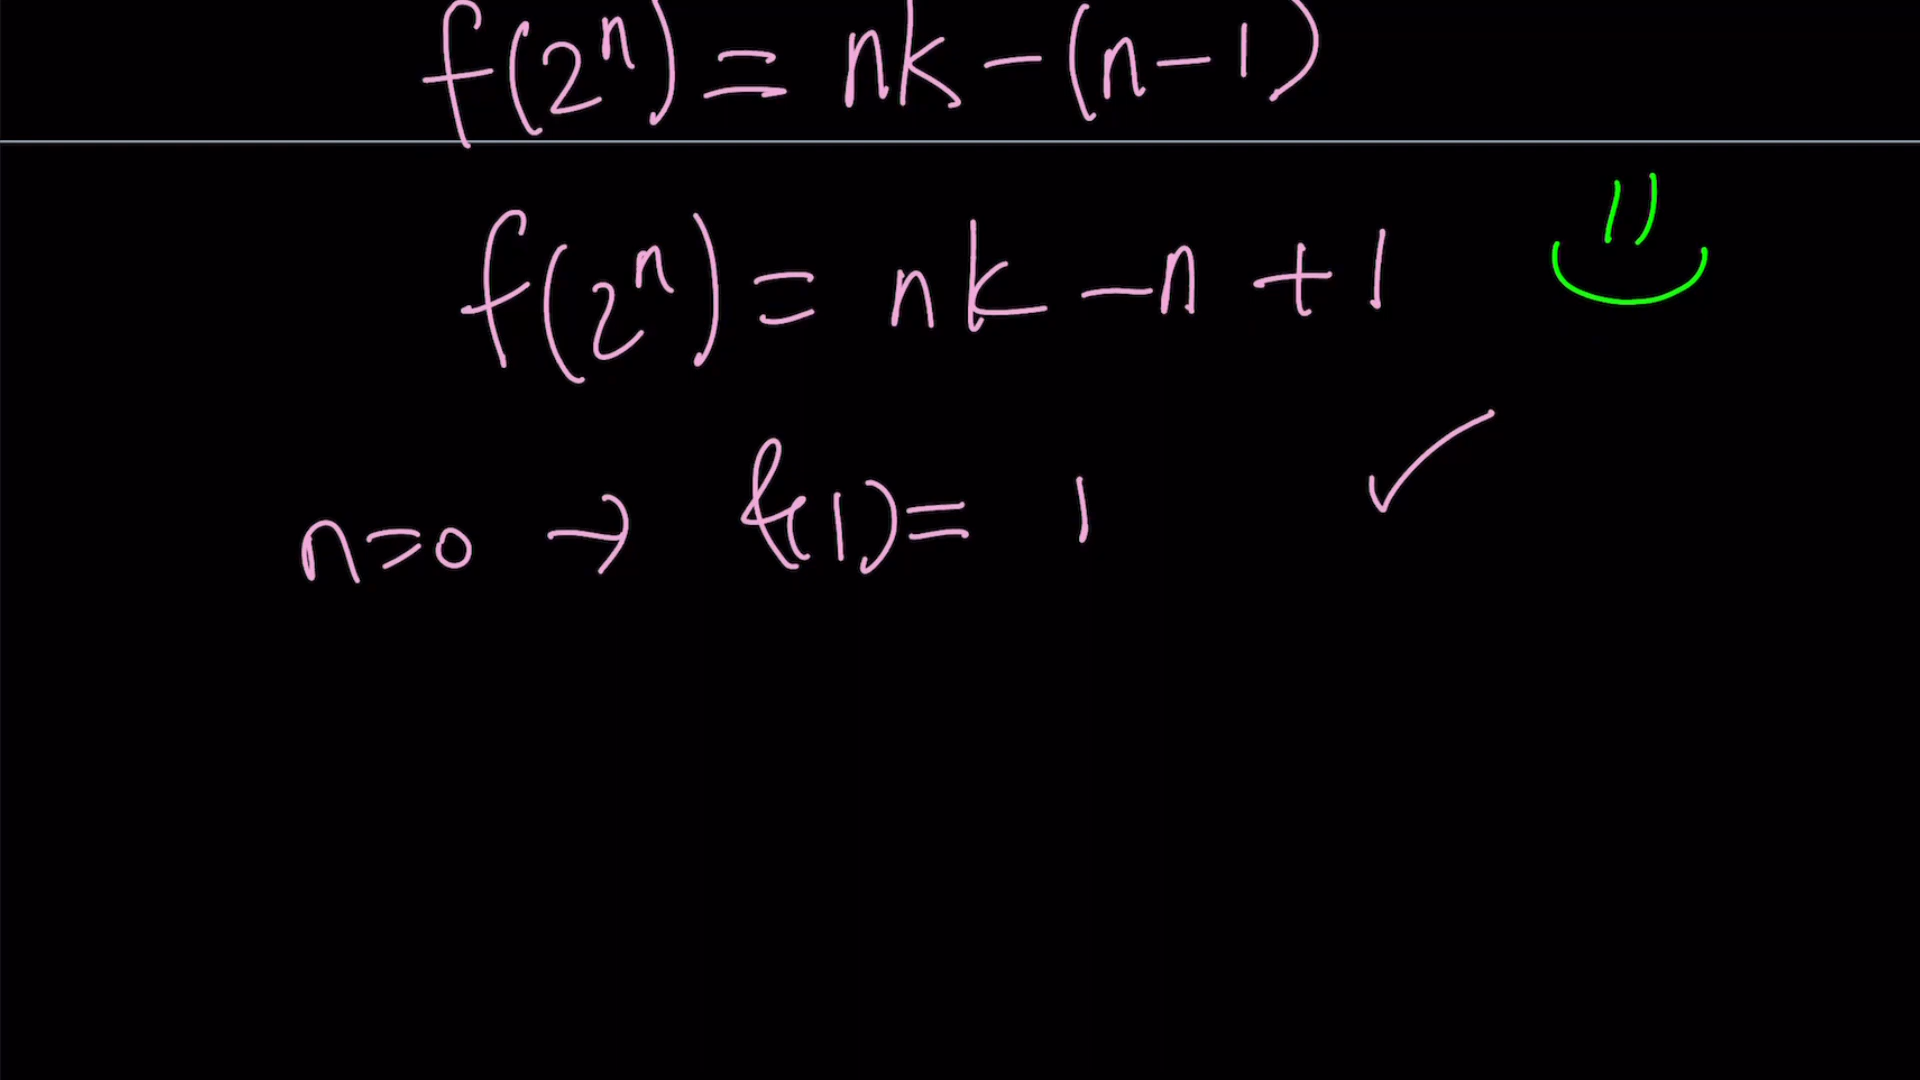 f(2ⁿ) = nk - (n-1)
f(2ⁿ) = nk - n + 1
n=0 → f(1) = 1 ✓